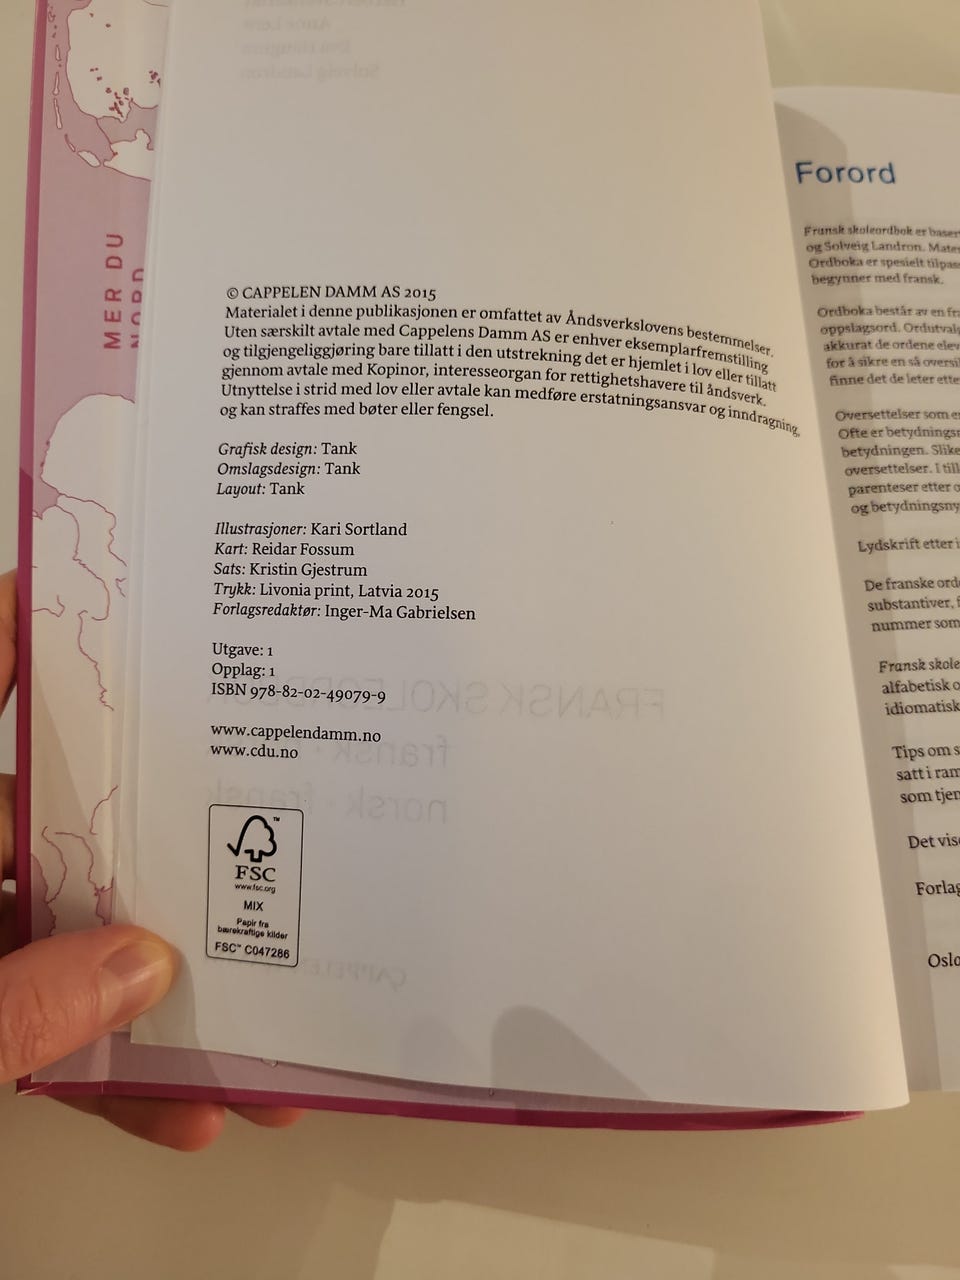 MER DU
NORD
© CAPPELEN DAMM AS 2015
Materialet i denne publikasjonen er omfattet av Åndsverkslovens bestemmelser.
Uten særskilt avtale med Cappelens Damm AS er enhver eksemplarfremstilling
og tilgjengeliggjøring bare tillatt i den utstrekning det er hjemlet i lov eller tillatt
gjennom avtale med Kopinor, interesseorgan for rettighetshavere til åndsverk.
Utnyttelse i strid med lov eller avtale kan medføre erstatningsansvar og inndragning,
og kan straffes med bøter eller fengsel.
Grafisk design: Tank
Omslagsdesign: Tank
Layout: Tank
Illustrasjoner: Kari Sortland
Kart: Reidar Fossum
Sats: Kristin Gjestrum
Trykk: Livonia print, Latvia 2015
Forlagsredaktør: Inger-Ma Gabrielsen
Utgave: 1
Opplag: 1
ISBN 978-82-02-49079-9
www.cappelendamm.no
www.cdu.no
FSC
www.fsc.org
MIX
Papir fra
bærekraftige kilder
FSC™ C047286
Forord
Fransk skoleordbok er baser
og Solveig Landron. Mate
Ordboka er spesielt tilpas
begynner med fransk.
Ordboka består av en fra
oppslagsord. Ordutvalg
akkurat de ordene elev
for å sikre en så oversi
finne det de leter ette
Oversettelser som e
Ofte er betydnings
betydningen. Slike
oversettelser. I till
parenteser etter o
og betydningsny
Lydskrift etter i
De franske ord
substantiver, f
nummer som
Fransk skole
alfabetisk o
idiomatisk
Tips om s
satt i ram
som tjen
Det vis
Forlag
Oslo